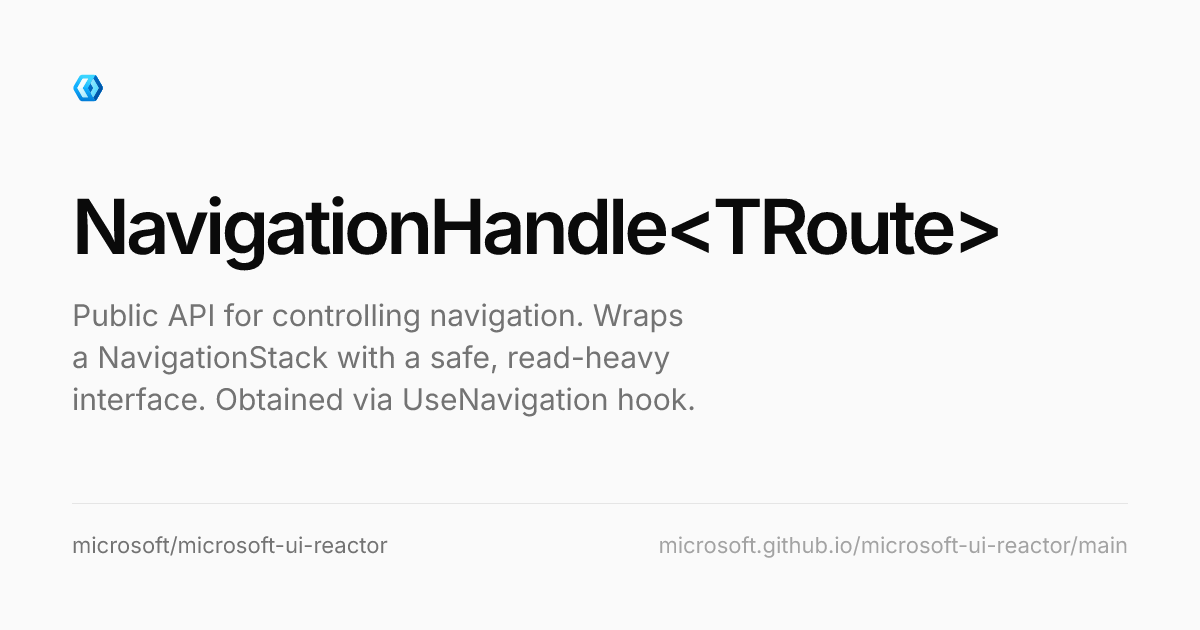 NavigationHandle<TRoute>
Public API for controlling navigation. Wraps
a NavigationStack with a safe, read-heavy
interface. Obtained via UseNavigation hook.
microsoft/microsoft-ui-reactor
microsoft.github.io/microsoft-ui-reactor/main